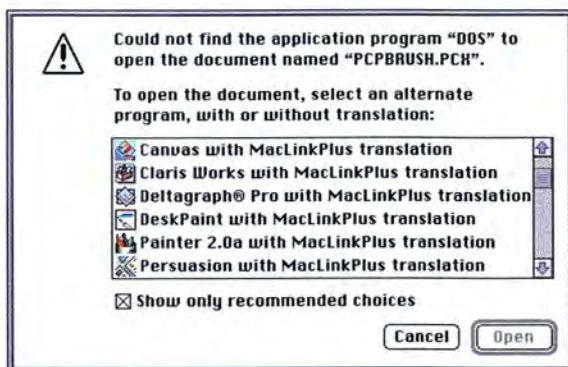 Could not find the application program “DOS” to
open the document named “PCPBRUSH.PCX”.
To open the document, select an alternate
program, with or without translation:
Canvas with MacLinkPlus translation
Claris Works with MacLinkPlus translation
Deltagraph® Pro with MacLinkPlus translation
DeskPaint with MacLinkPlus translation
Painter 2.0a with MacLinkPlus translation
Persuasion with MacLinkPlus translation
Show only recommended choices
Cancel
Open